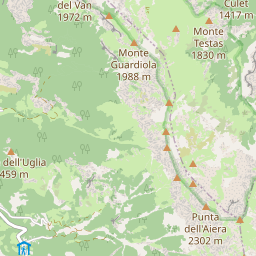 del Van
1972 m
Culet
1417 m
Monte
Testas
1830 m
Monte
Guardiola
1988 m
dell'Uglia
459 m
Punta
dell'Aiera
2302 m